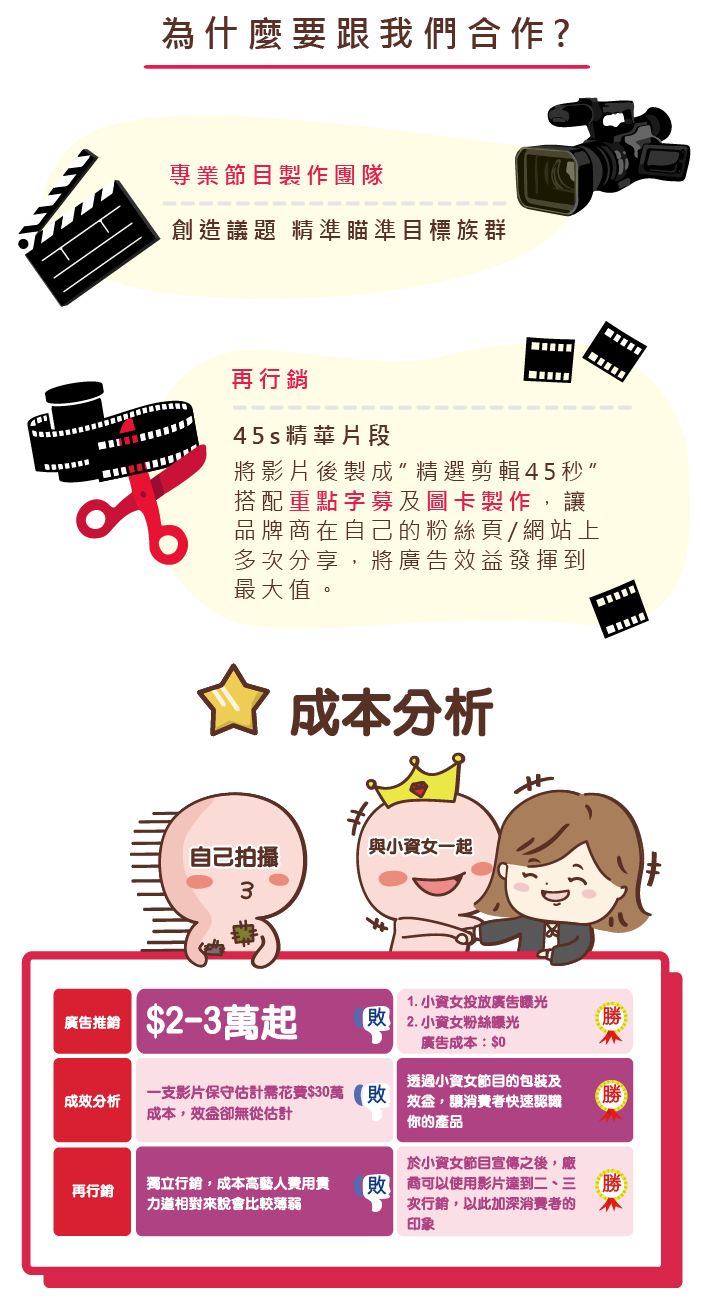 為什麼要跟我們合作?
專業節目製作團隊
創造議題 精準瞄準目標族群
再行銷
45s精華片段
將影片後製成"精選剪輯45秒"
搭配重點字募及圖卡製作，讓
品牌商在自己的粉絲頁/網站上
多次分享，將廣告效益發揮到
最大值。
成本分析
自己拍攝
與小資女一起
廣告推銷
$2-3萬起
敗
1. 小資女投放廣告曝光
2. 小資女粉絲曝光
廣告成本：$0
勝
成效分析
一支影片保守估計需花費$30萬
成本，效益卻無從估計
敗
透過小資女節目的包裝及
效益，讓消費者快速認識
你的產品
勝
再行銷
獨立行銷，成本高藝人費用貴
力道相對來說會比較薄弱
敗
於小資女節目宣傳之後，廠
商可以使用影片達到二、三
次行銷，以此加深消費者的
印象
勝